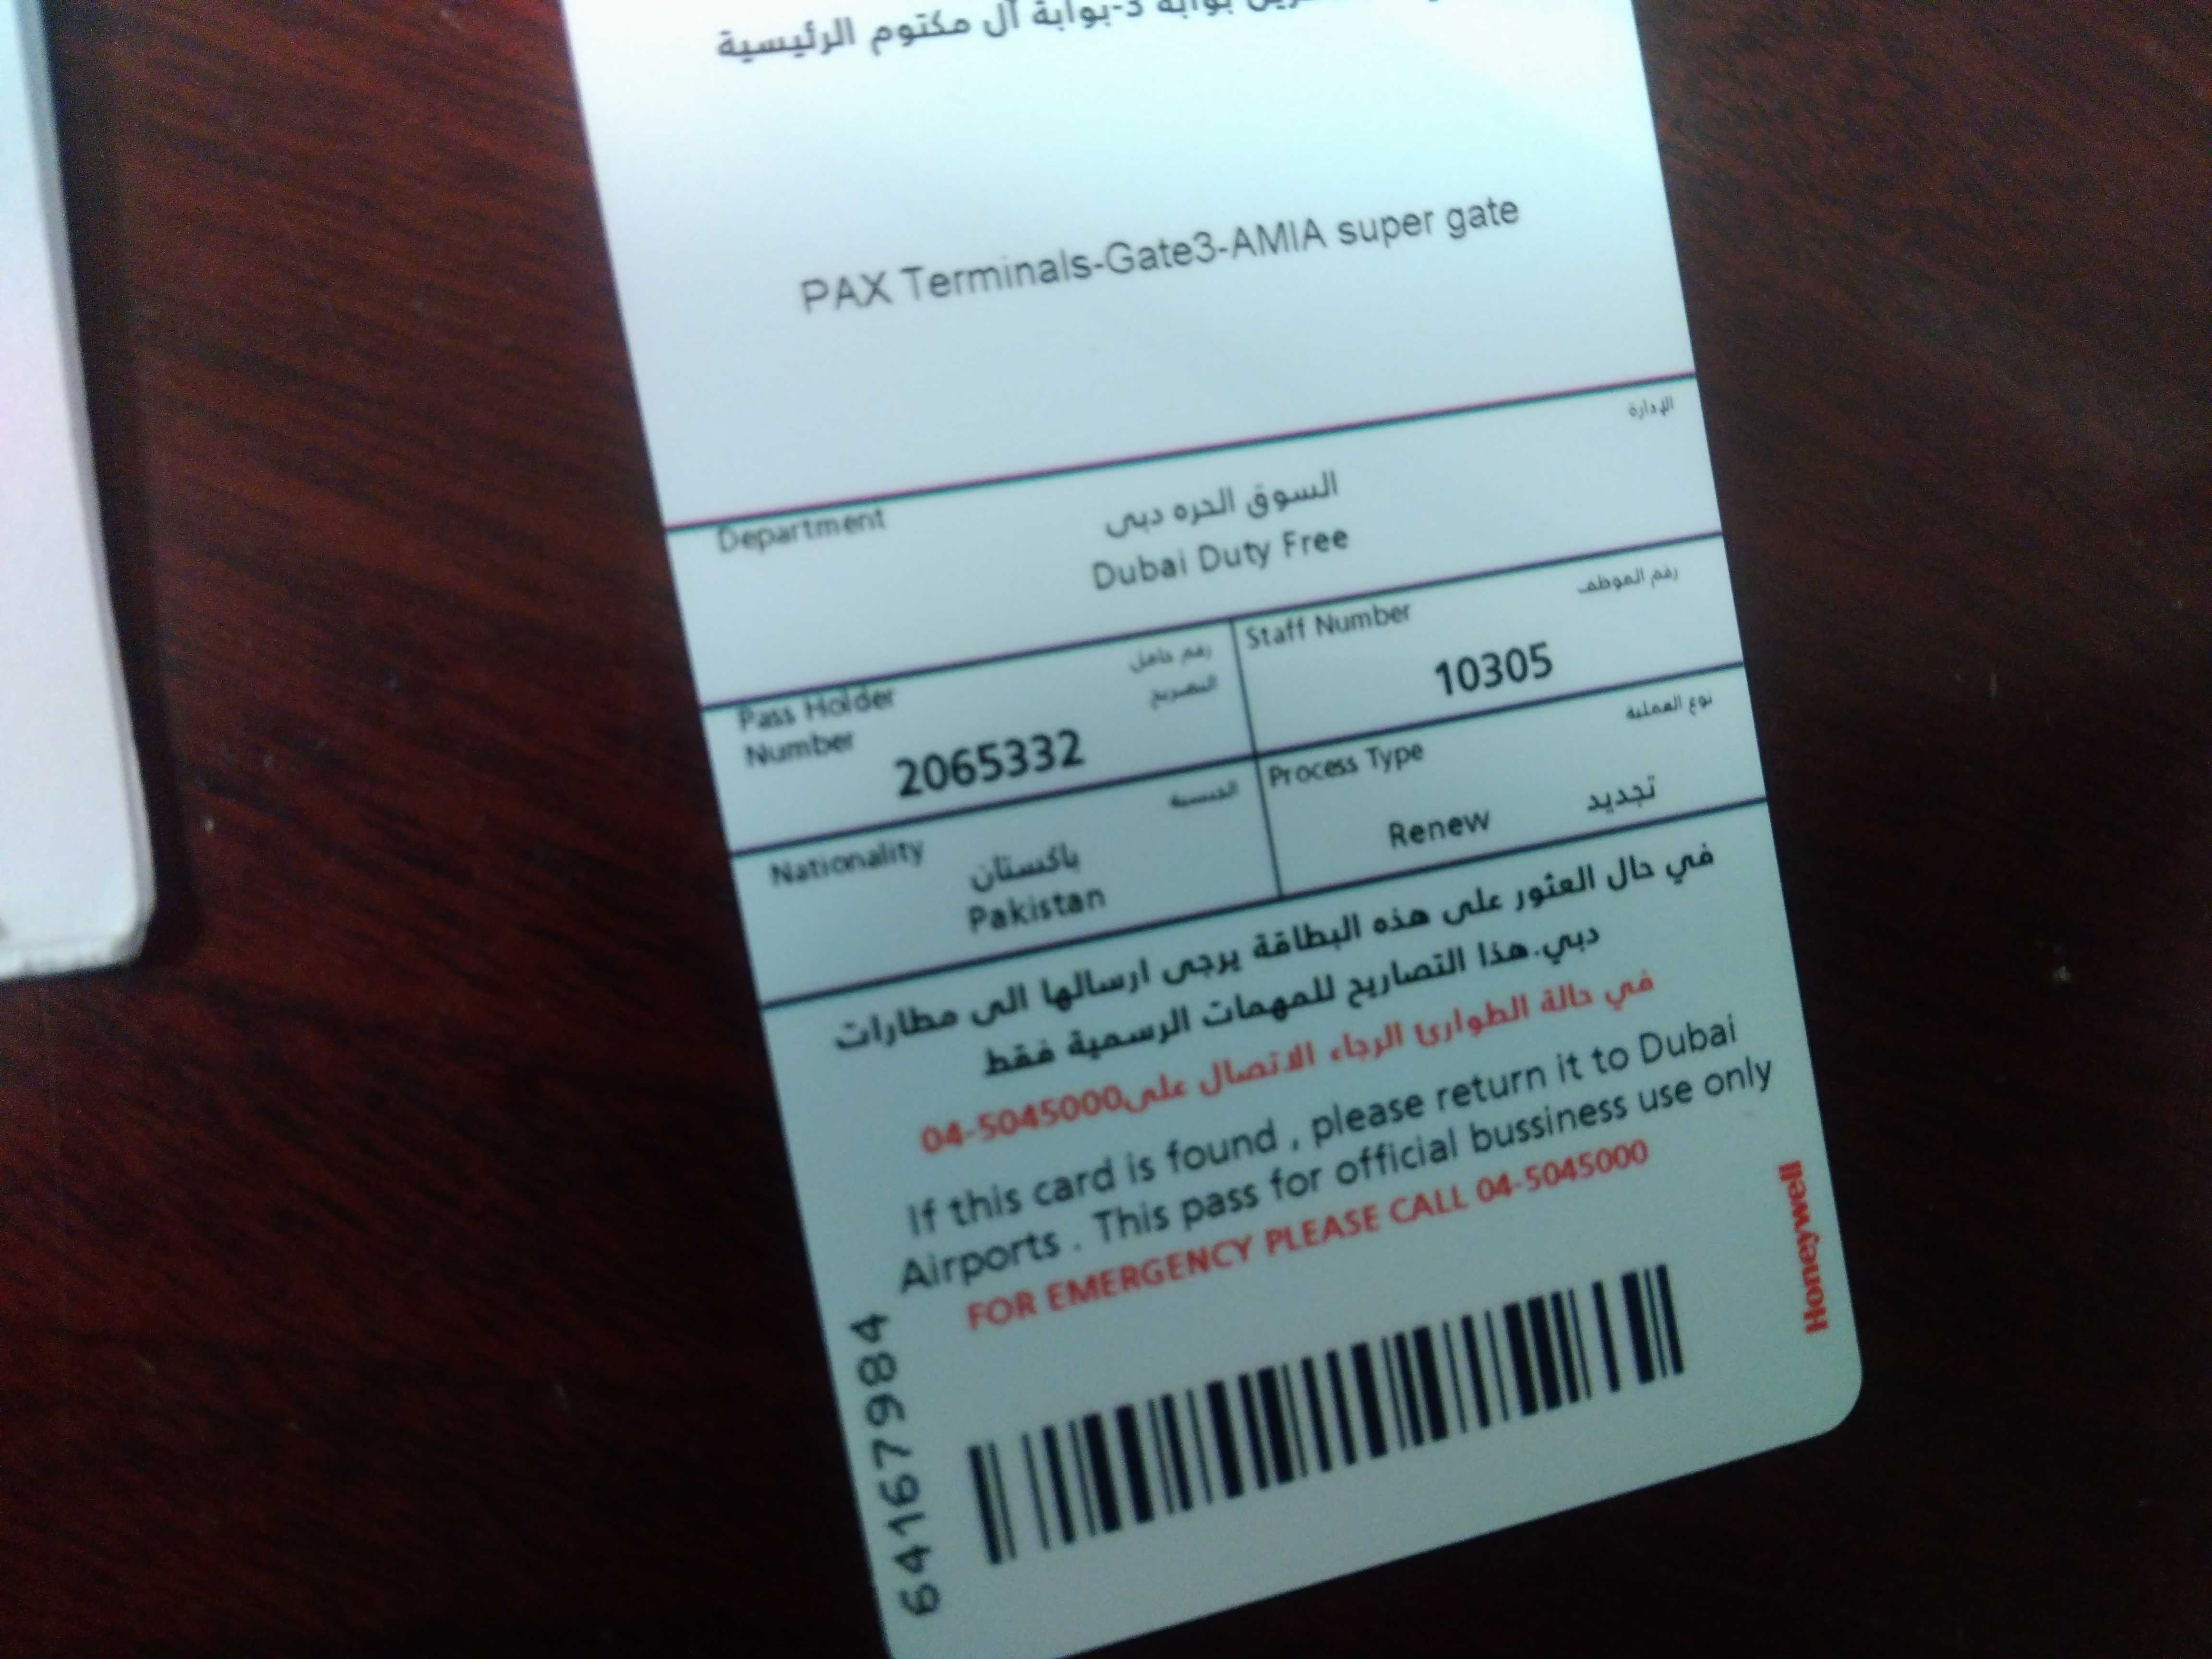 بوابة 3-بوابة آل مكتوم الرئيسية
PAX Terminals-Gate3-AMIA super gate
Department
الإدارة
السوق الحره دبى
Dubai Duty Free
Pass Holder
Number
رقم حامل
التصريح
2065332
Staff Number
رقم الموظف
10305
Nationality
الجنسية
باكستان
Pakistan
Process Type
نوع العملية
Renew
تجديد
في حال العثور على هذه البطاقة يرجى ارسالها الى مطارات
دبي.هذا التصاريح للمهمات الرسمية فقط
في حالة الطوارئ الرجاء الاتصال على04-5045000
If this card is found , please return it to Dubai
Airports . This pass for official bussiness use only
FOR EMERGENCY PLEASE CALL 04-5045000
64167984
Honeywell